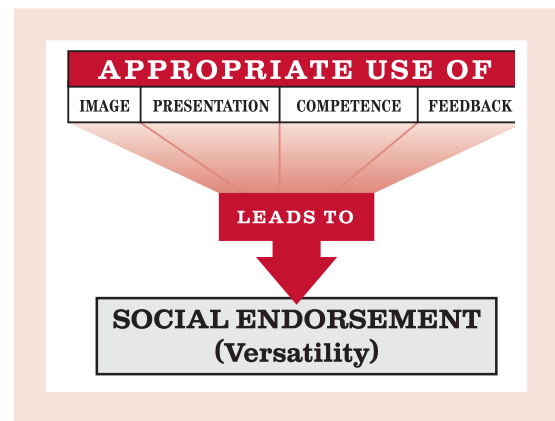 APPROPRIATE USE OF
IMAGE PRESENTATION COMPETENCE FEEDBACK
LEADS TO
SOCIAL ENDORSEMENT
(Versatility)